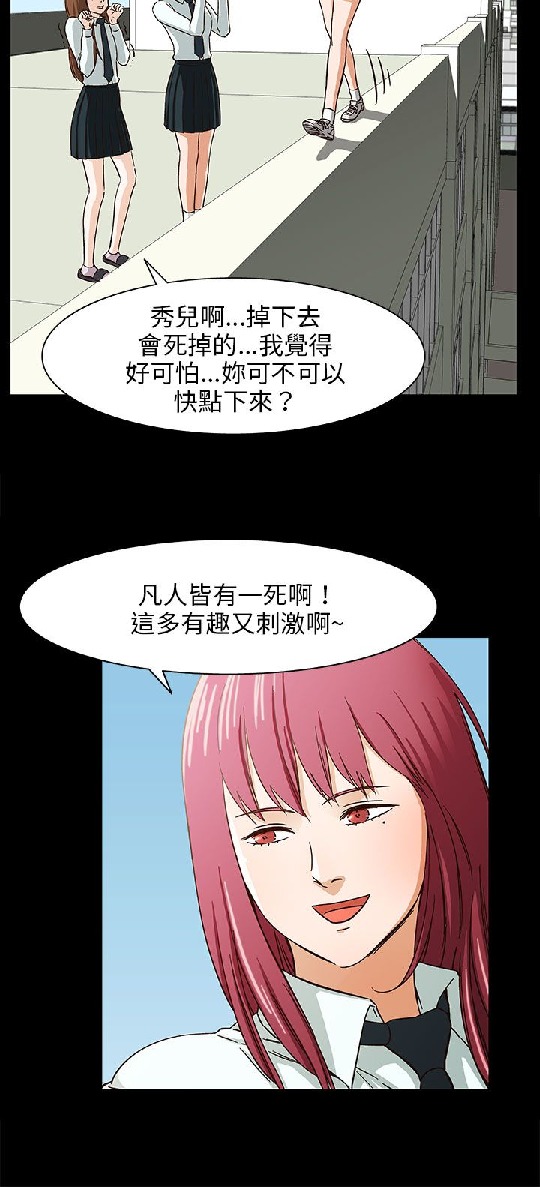 秀兒啊...掉下去
會死掉的...我覺得
好可怕...妳可不可以
快點下來？
凡人皆有一死啊！
這多有趣又刺激啊~